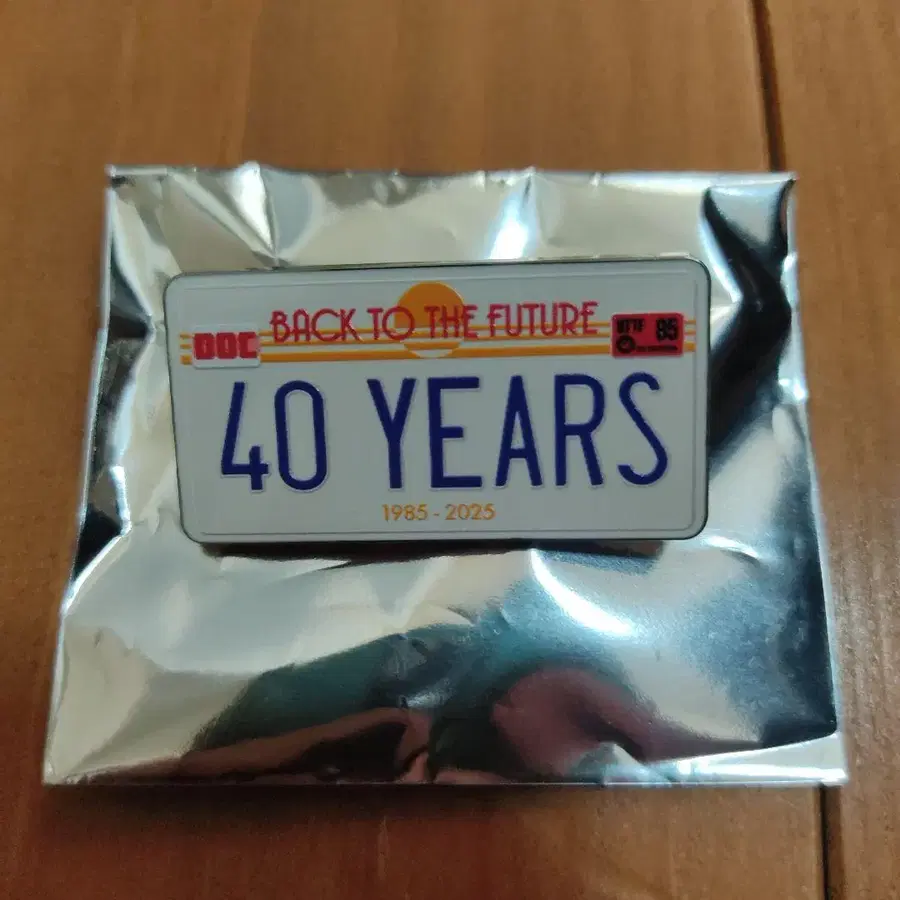 BACK TO THE FUTURE
DOC
BTTF 85
40 YEARS
1985 - 2025